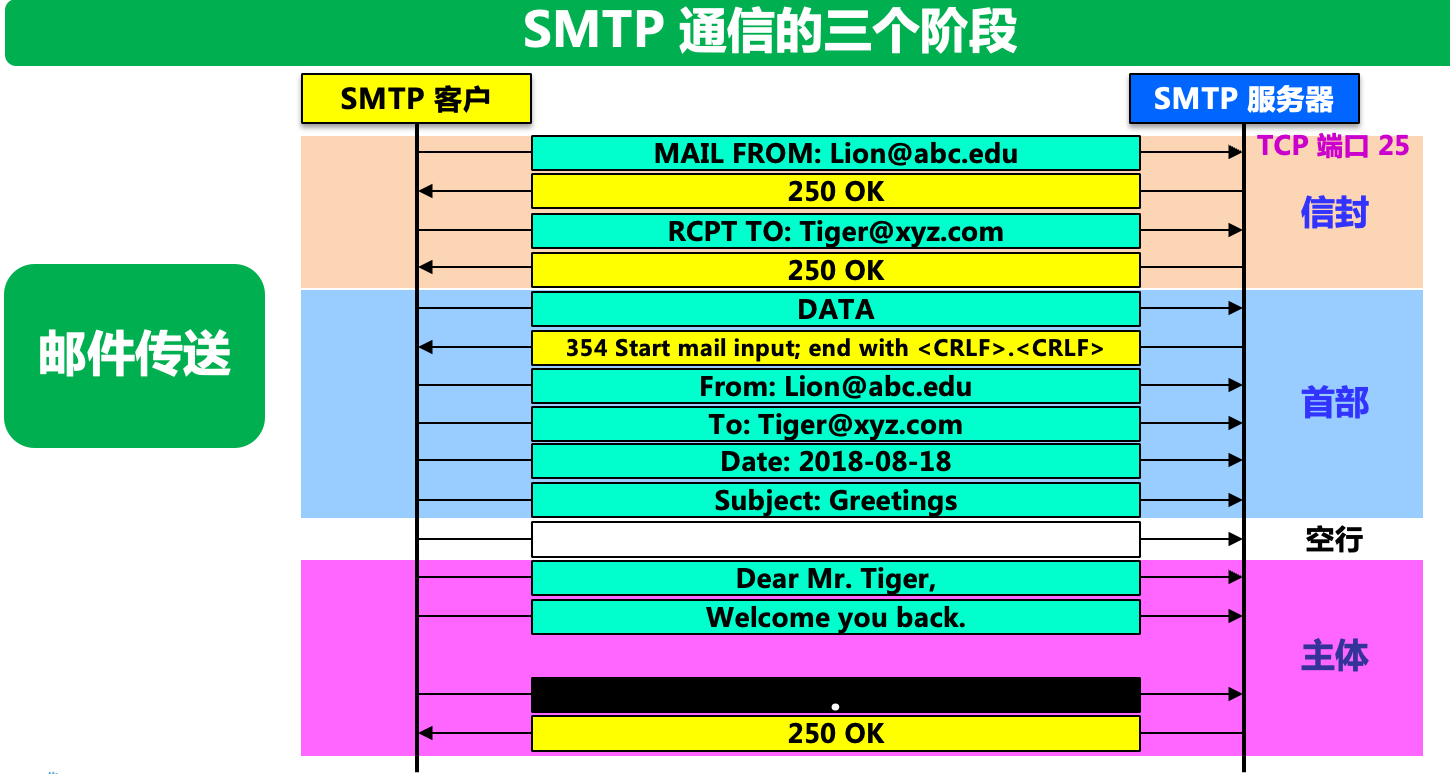 SMTP 通信的三个阶段
SMTP 客户
SMTP 服务器
TCP 端口 25
MAIL FROM: Lion@abc.edu
250 OK
信封
RCPT TO: Tiger@xyz.com
250 OK
DATA
邮件传送
354 Start mail input; end with <CRLF>.<CRLF>
From: Lion@abc.edu
首部
To: Tiger@xyz.com
Date: 2018-08-18
Subject: Greetings
空行
Dear Mr. Tiger,
Welcome you back.
主体
.
250 OK